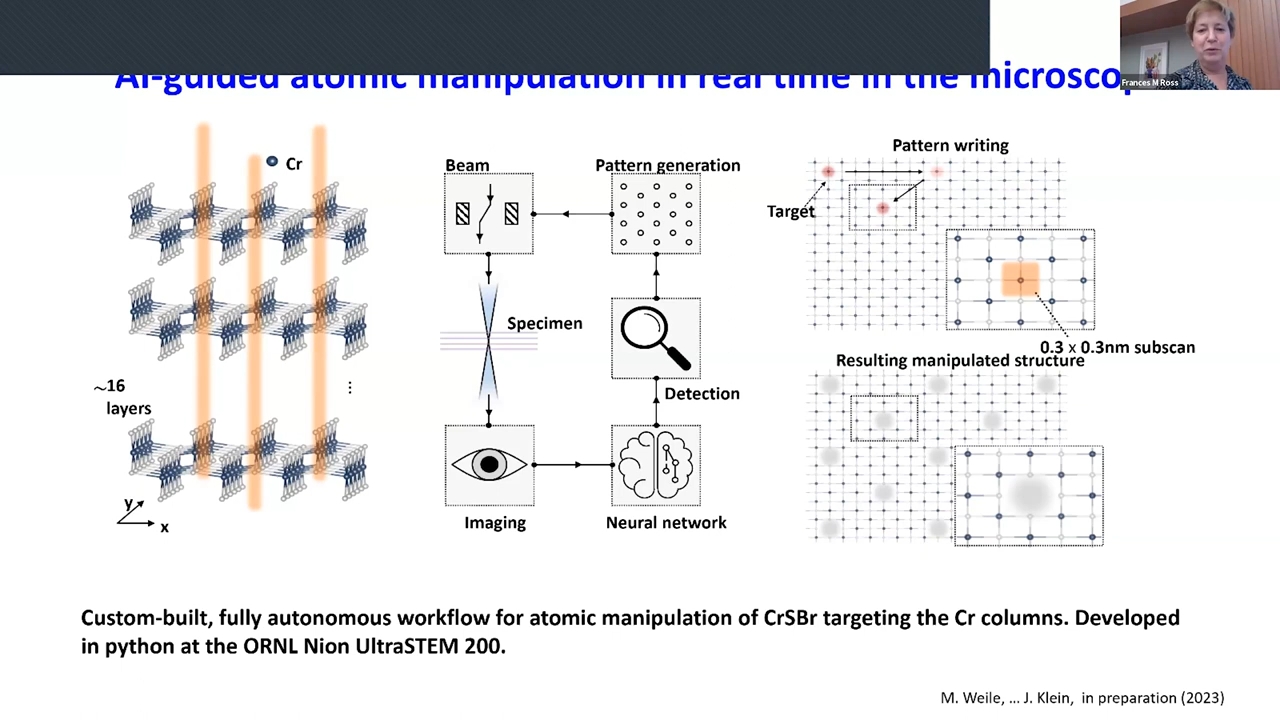 AI-guided atomic manipulation in real time in the
Frances M Ross
Cr
~16
layers
⋮
y
x
Beam
Pattern generation
Specimen
Detection
Imaging
Neural network
Pattern writing
Target
0.3 x 0.3nm subscan
Resulting manipulated structure
Custom-built, fully autonomous workflow for atomic manipulation of CrSBr targeting the Cr columns. Developed
in python at the ORNL Nion UltraSTEM 200.
M. Weile, ... J. Klein, in preparation (2023)